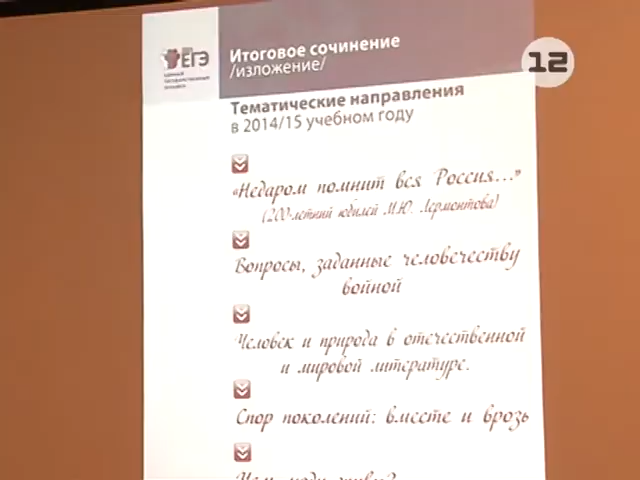 ЕГЭ
Итоговое сочинение
/изложение/
12
Тематические направления
в 2014/15 учебном году
«Недаром помнит вся Россия...”
(200-летний юбилей М.Ю. Лермонтова)
Вопросы, заданные человечеству
войной
Человек и природа в отечественной
и мировой литературе.
Спор поколений: вместе и врозь